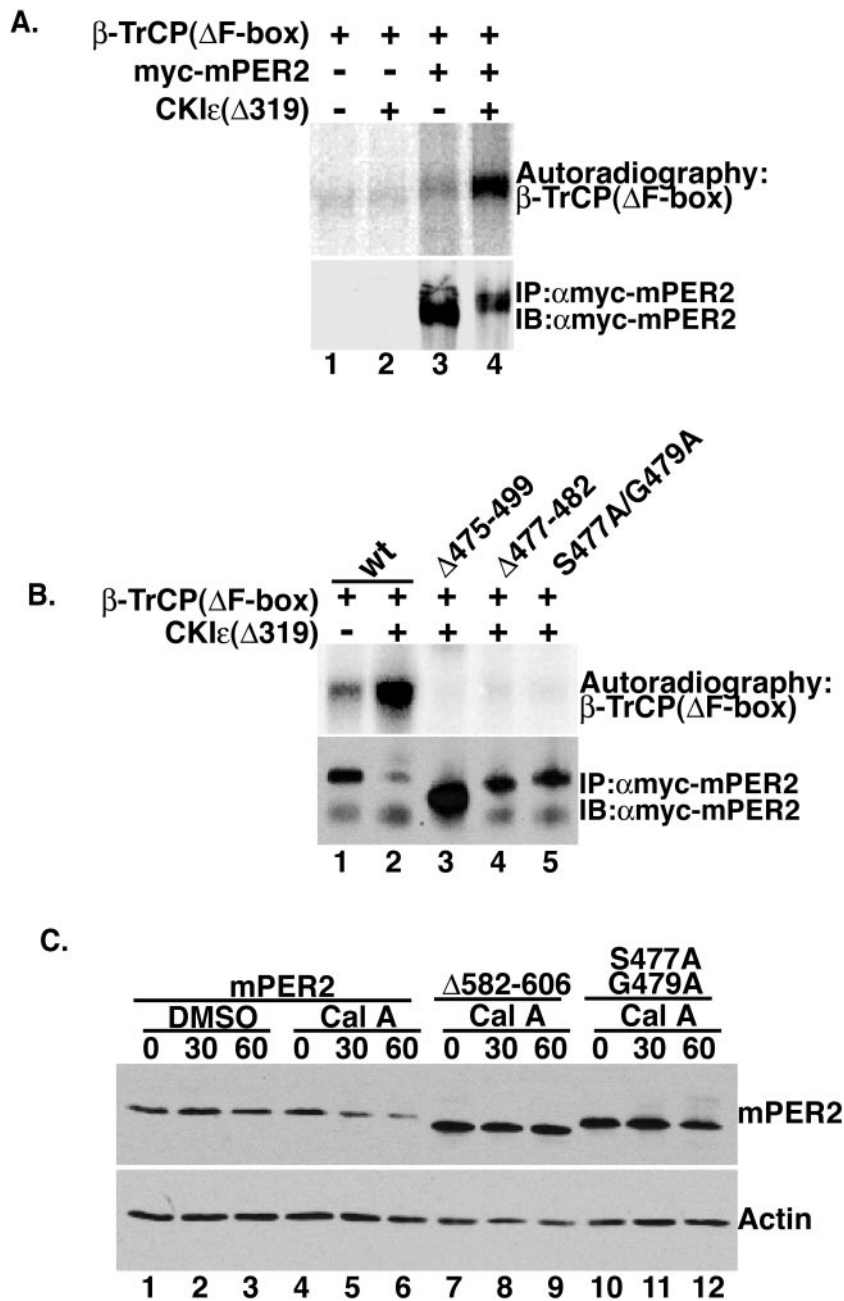 A.
β-TrCP(ΔF-box) + + + +
myc-mPER2 - - + +
CKIε(Δ319) - + - +
Autoradiography:
β-TrCP(ΔF-box)
IP:αmyc-mPER2
IB:αmyc-mPER2
1 2 3 4
B.
wt Δ475-499 Δ477-482 S477A/G479A
β-TrCP(ΔF-box) + + + + +
CKIε(Δ319) - + + + +
Autoradiography:
β-TrCP(ΔF-box)
IP:αmyc-mPER2
IB:αmyc-mPER2
1 2 3 4 5
C.
S477A
mPER2 Δ582-606 G479A
DMSO Cal A Cal A Cal A
0 30 60 0 30 60 0 30 60 0 30 60
mPER2
Actin
1 2 3 4 5 6 7 8 9 10 11 12